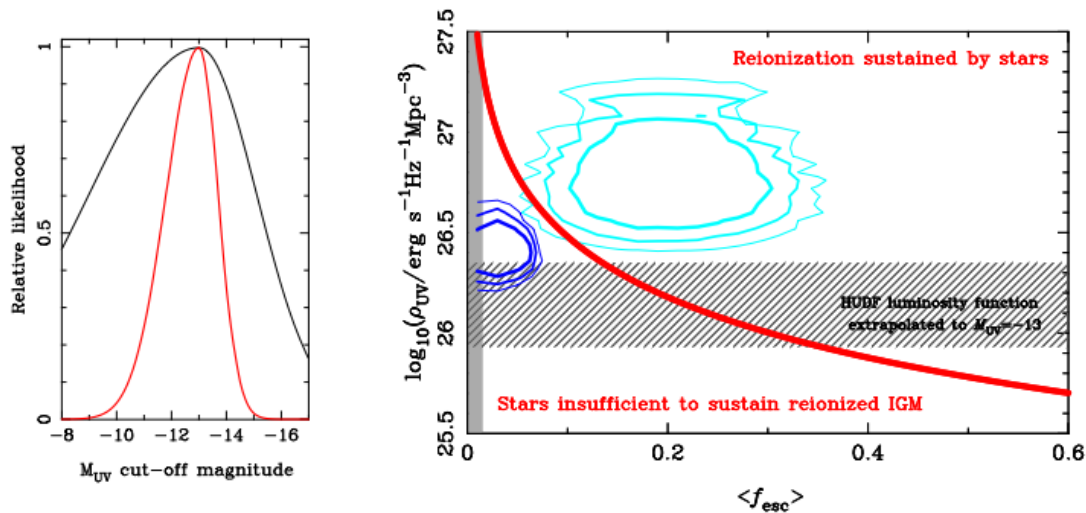 Relative likelihood
1
0.5
0
-8
-10
-12
-14
-16
M_UV cut-off magnitude
log₁₀(ρ_UV/erg s⁻¹Hz⁻¹Mpc⁻³)
27.5
27
26.5
26
25.5
Reionization sustained by stars
HUDF luminosity function
extrapolated to M_UV=-13
Stars insufficient to sustain reionized IGM
0
0.2
0.4
0.6
<f_esc>